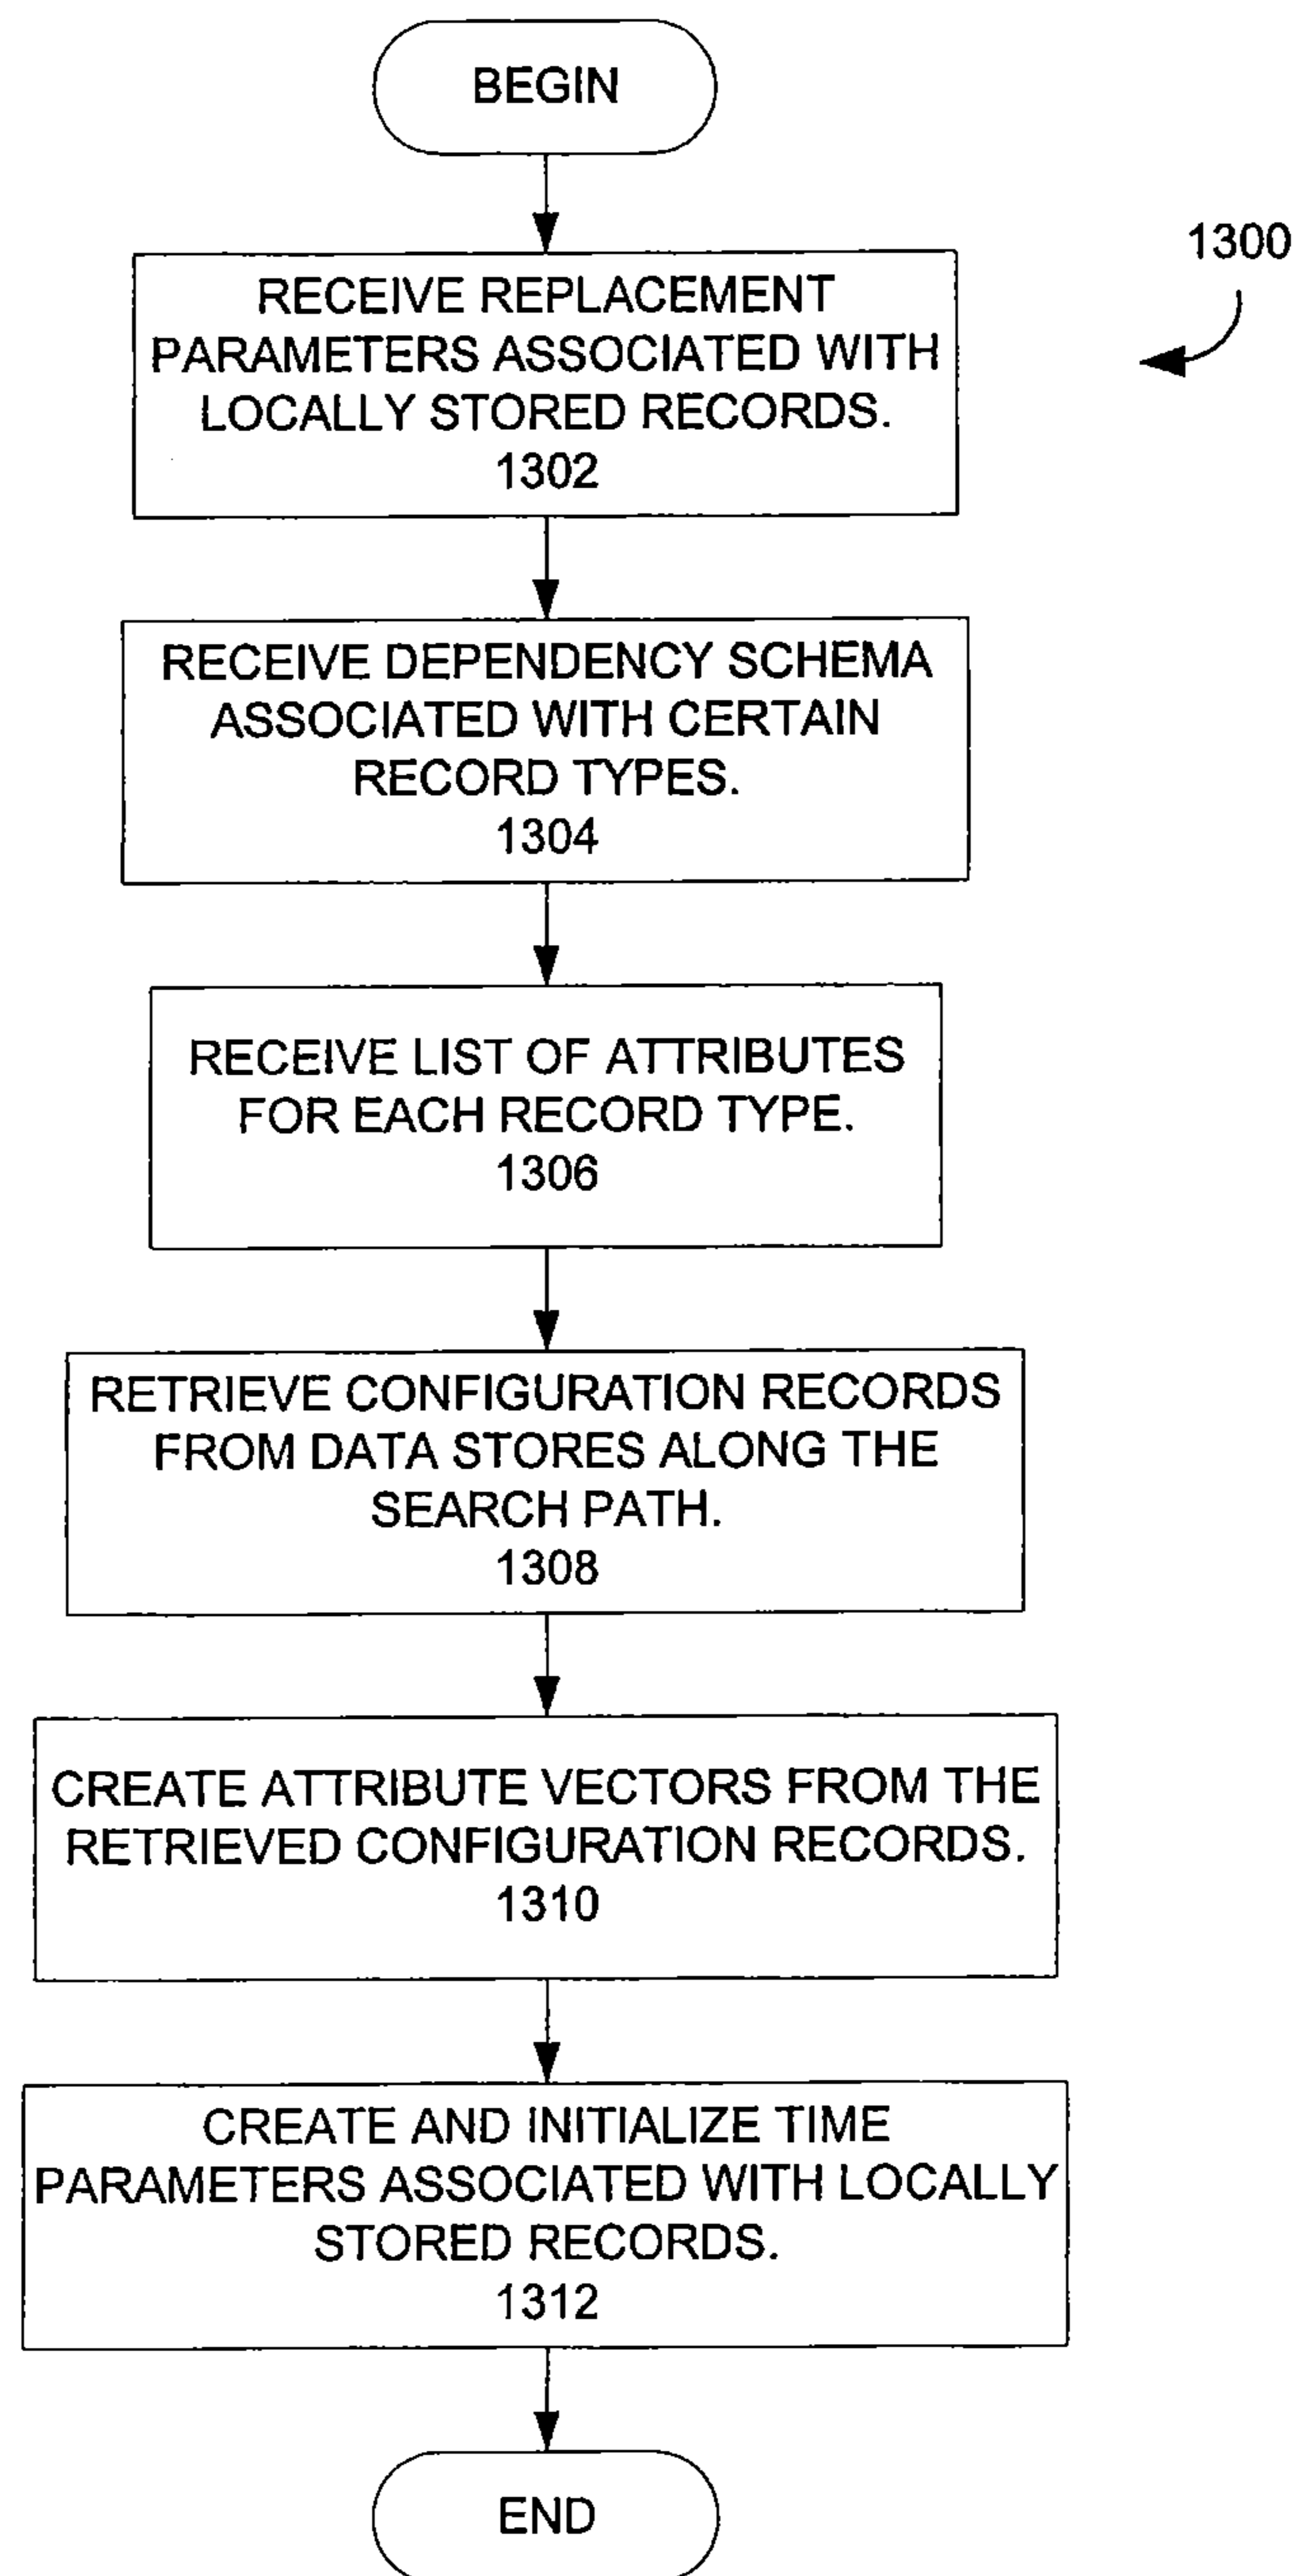 BEGIN
1300
RECEIVE REPLACEMENT
PARAMETERS ASSOCIATED WITH
LOCALLY STORED RECORDS.
1302
RECEIVE DEPENDENCY SCHEMA
ASSOCIATED WITH CERTAIN
RECORD TYPES.
1304
RECEIVE LIST OF ATTRIBUTES
FOR EACH RECORD TYPE.
1306
RETRIEVE CONFIGURATION RECORDS
FROM DATA STORES ALONG THE
SEARCH PATH.
1308
CREATE ATTRIBUTE VECTORS FROM THE
RETRIEVED CONFIGURATION RECORDS.
1310
CREATE AND INITIALIZE TIME
PARAMETERS ASSOCIATED WITH LOCALLY
STORED RECORDS.
1312
END